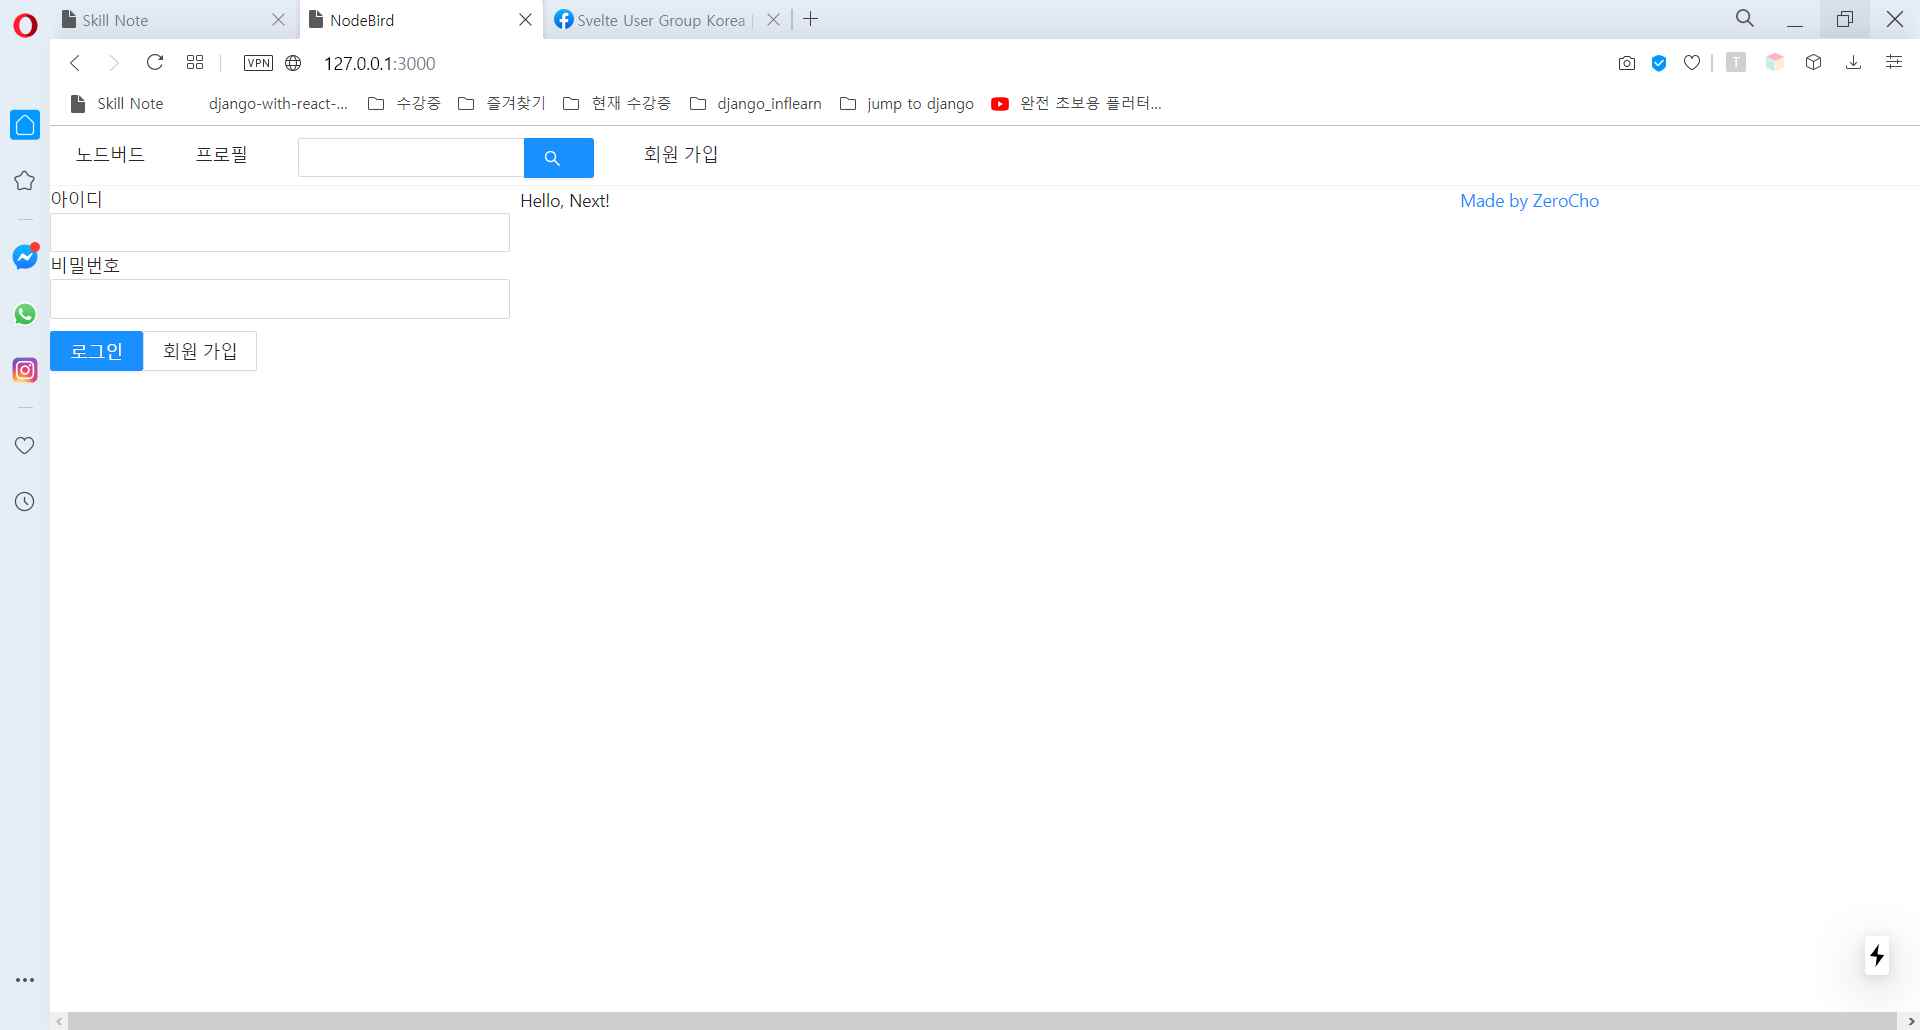 Skill Note
NodeBird
Svelte User Group Korea |
VPN 127.0.0.1:3000
T
Skill Note
django-with-react-...
수강중
즐겨찾기
현재 수강중
django_inflearn
jump to django
완전 초보용 플러터...
노드버드
프로필
회원 가입
아이디
Hello, Next!
Made by ZeroCho
비밀번호
로그인
회원 가입